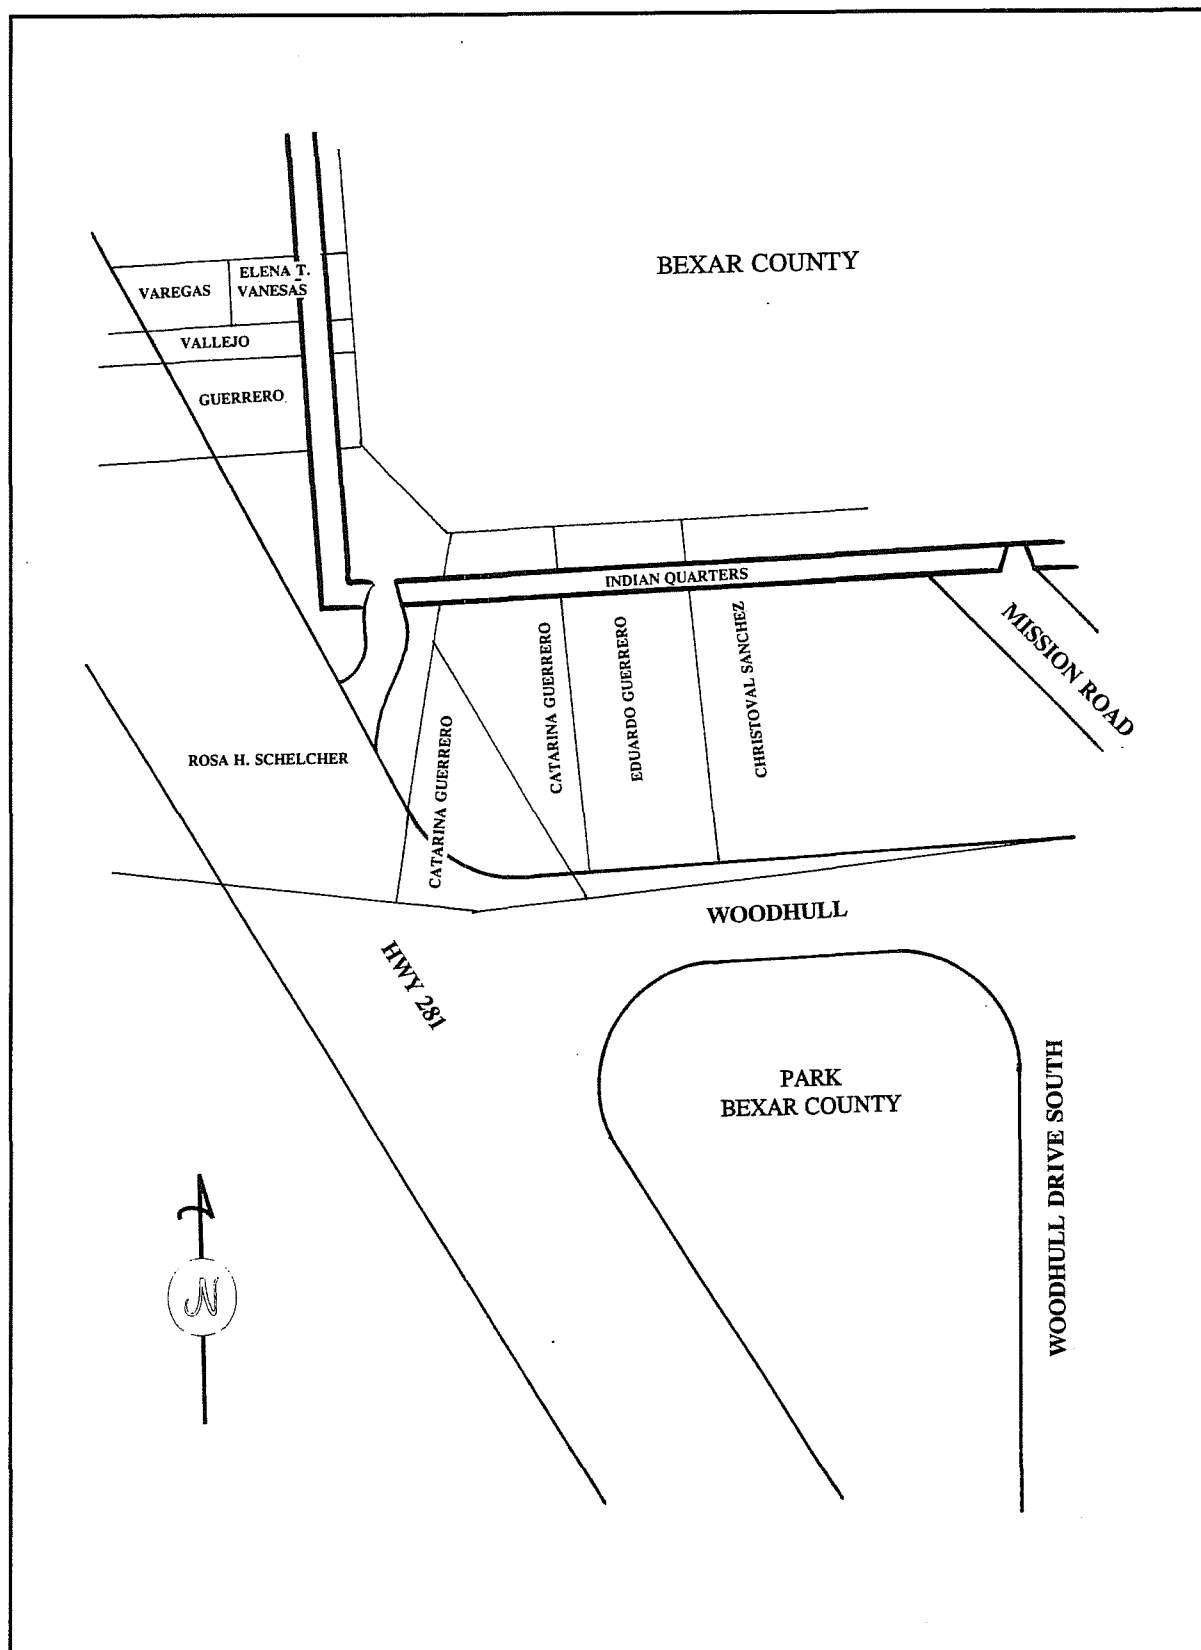 BEXAR COUNTY
VAREGAS
ELENA T.
VANESAS
VALLEJO
GUERRERO
INDIAN QUARTERS
MISSION ROAD
CATARINA GUERRERO
EDUARDO GUERRERO
CHRISTOVAL SANCHEZ
CATARINA GUERRERO
ROSA H. SCHELCHER
WOODHULL
HWY 281
PARK
BEXAR COUNTY
WOODHULL DRIVE SOUTH
N